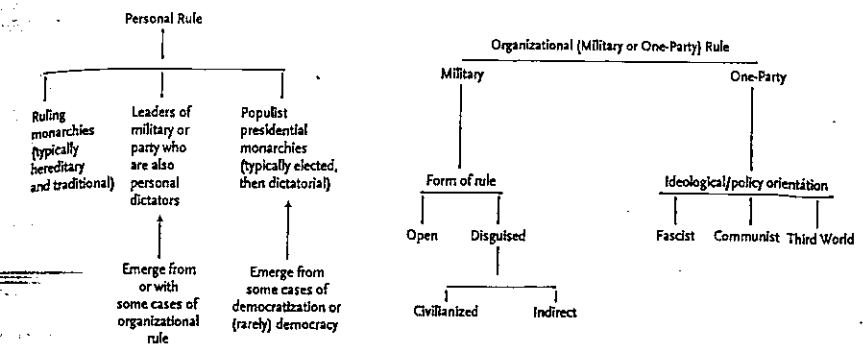 Personal Rule
Ruling
monarchies
(typically
hereditary
and traditional)
Leaders of
military or
party who
are also
personal
dictators
Populist
presidential
monarchies
(typically elected,
then dictatorial)
Emerge from
or with
some cases of
organizational
rule
Emerge from
some cases of
democratization or
(rarely) democracy
Organizational (Military or One-Party) Rule
Military
One-Party
Form of rule
Ideological/policy orientation
Open
Disguised
Fascist
Communist
Third World
Civilianized
Indirect